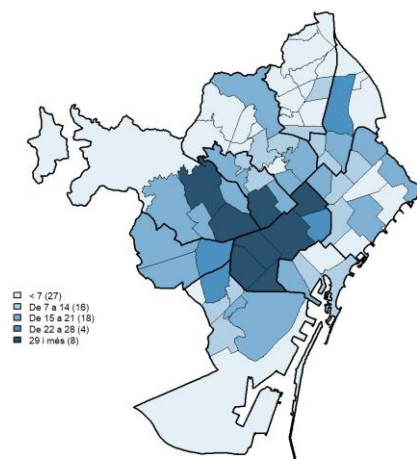 < 7 (27)
De 7 a 14 (16)
De 15 a 21 (18)
De 22 a 28 (4)
29 i més (8)